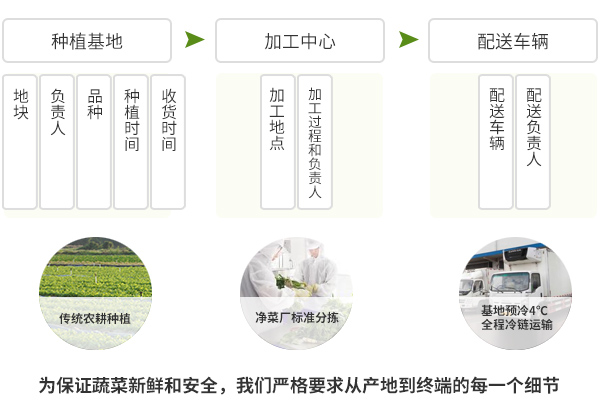 种植基地
加工中心
配送车辆
地块
负责人
品种
种植时间
收货时间
加工地点
加工过程和负责人
配送车辆
配送负责人
传统农耕种植
净菜厂标准分拣
基地预冷4℃
全程冷链运输
为保证蔬菜新鲜和安全，我们严格要求从产地到终端的每一个细节